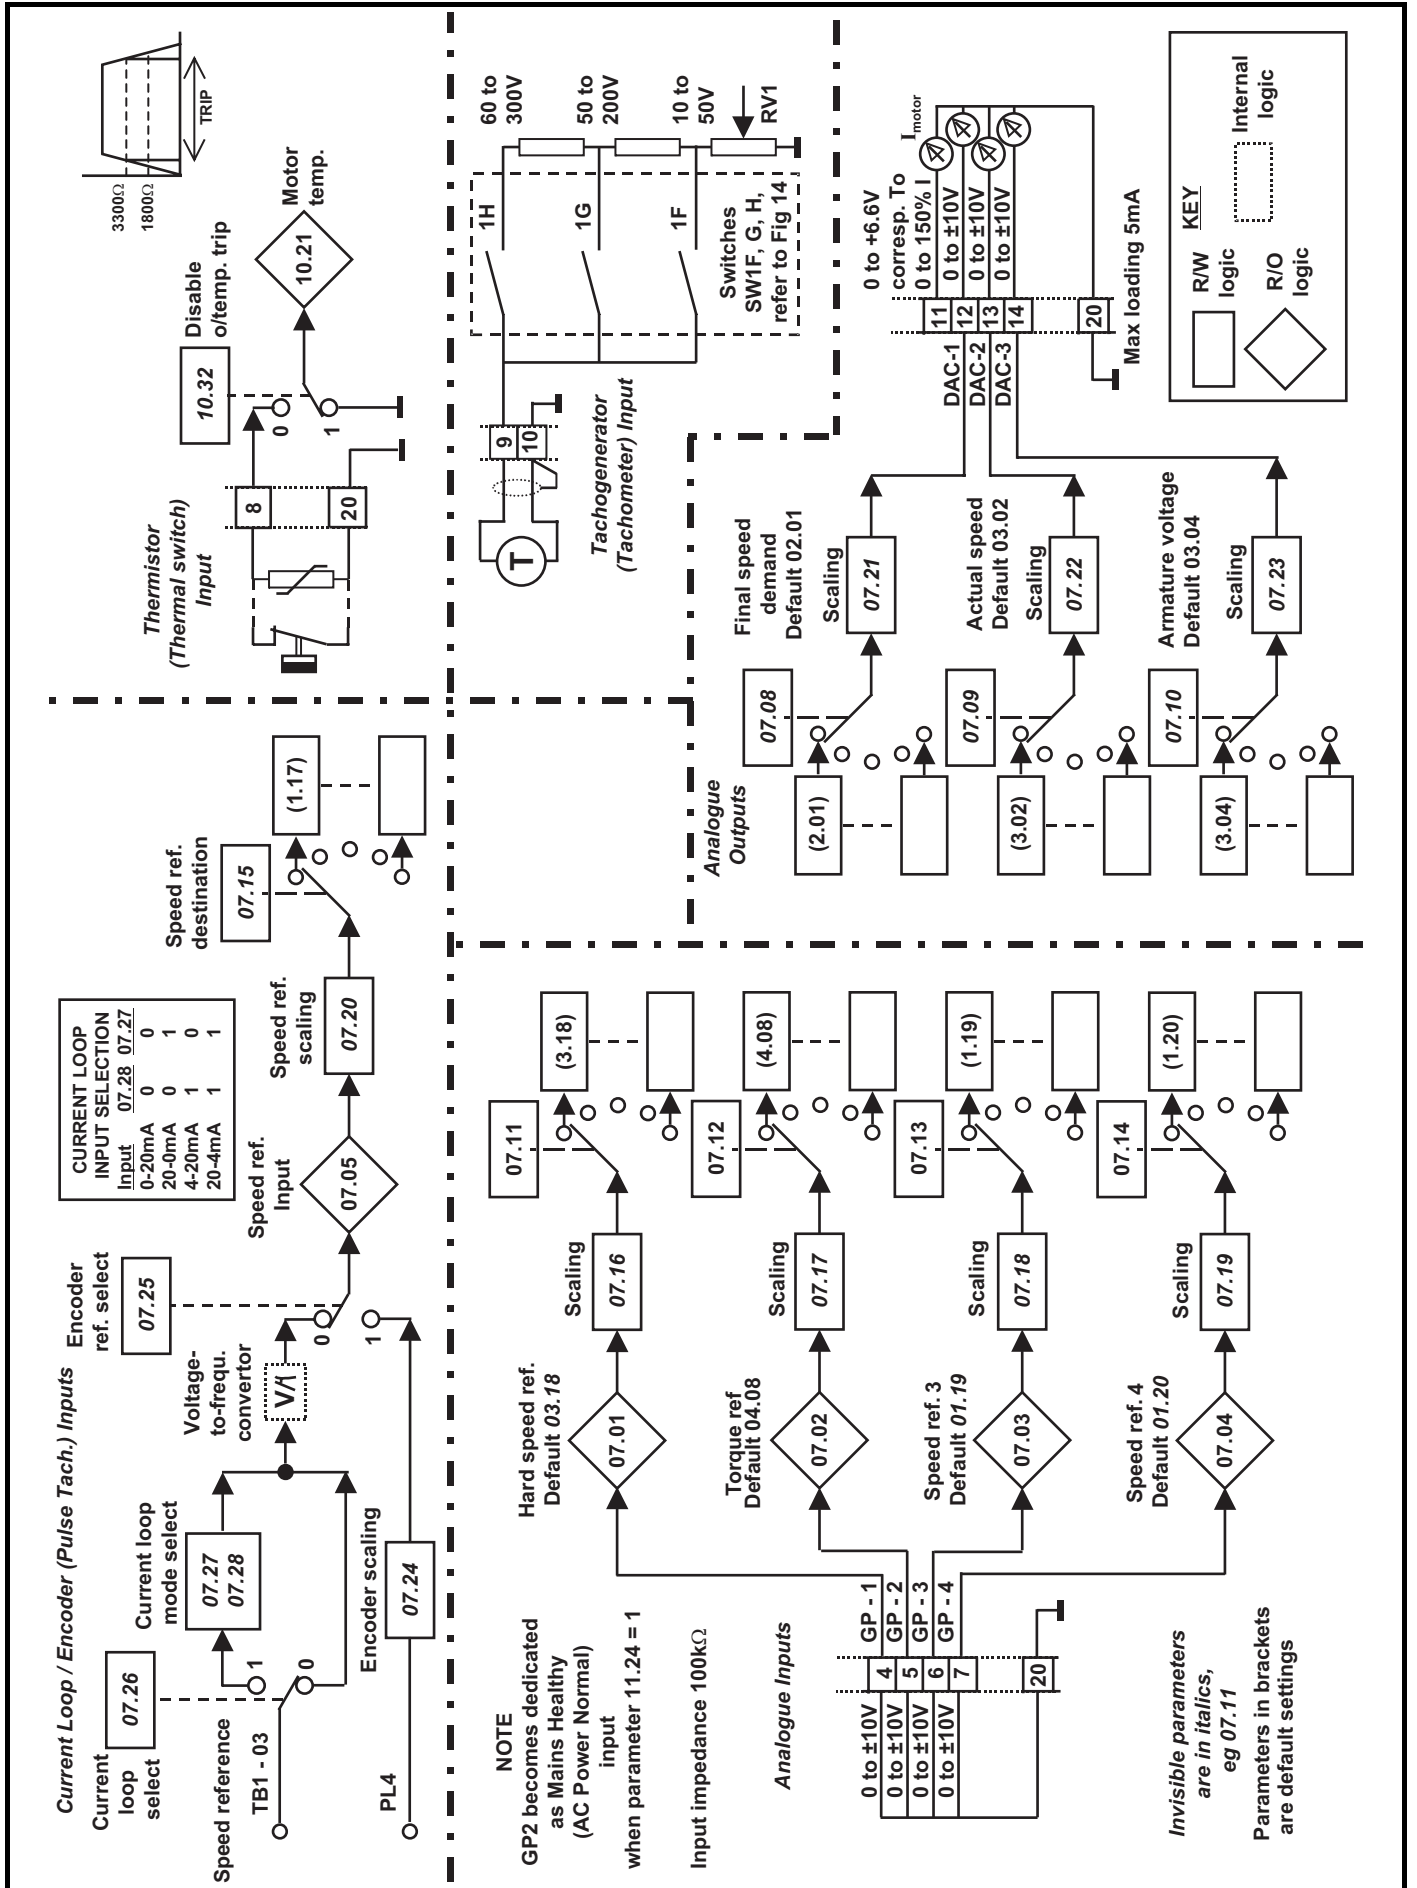 Current Loop / Encoder (Pulse Tach.) Inputs
Current
loop
select
07.26
Speed reference
TB1 - 03
1
0
Current loop
mode select
07.27
07.28
PL4
Encoder scaling
07.24
Voltage-
to-frequ.
convertor
V/f
Encoder
ref. select
07.25
0
1
CURRENT LOOP
INPUT SELECTION
Input 07.28 07.27
0-20mA 0 0
20-0mA 0 1
4-20mA 1 0
20-4mA 1 1
Speed ref.
Input
07.05
Speed ref.
scaling
07.20
Speed ref.
destination
07.15
(1.17)
Thermistor
(Thermal switch)
Input
8
20
Disable
o/temp. trip
10.32
0
1
Motor
temp.
10.21
3300Ω
1800Ω
TRIP
NOTE
GP2 becomes dedicated
as Mains Healthy
(AC Power Normal)
input
when parameter 11.24 = 1
Input impedance 100kΩ
Analogue Inputs
0 to ±10V 4 GP - 1
0 to ±10V 5 GP - 2
0 to ±10V 6 GP - 3
0 to ±10V 7 GP - 4
20
Invisible parameters
are in italics,
eg 07.11
Parameters in brackets
are default settings
Hard speed ref.
Default 03.18
07.01
Scaling
07.16
07.11
(3.18)
Torque ref
Default 04.08
07.02
Scaling
07.17
07.12
(4.08)
Speed ref. 3
Default 01.19
07.03
Scaling
07.18
07.13
(1.19)
Speed ref. 4
Default 01.20
07.04
Scaling
07.19
07.14
(1.20)
T
Tachogenerator
(Tachometer) Input
9
10
1H
1G
1F
Switches
SW1F, G, H,
refer to Fig 14
60 to
300V
50 to
200V
10 to
50V
RV1
Analogue
Outputs
(2.01)
07.08
Final speed
demand
Default 02.01
Scaling
07.21
(3.02)
07.09
Actual speed
Default 03.02
Scaling
07.22
(3.04)
07.10
Armature voltage
Default 03.04
Scaling
07.23
DAC-1
DAC-2
DAC-3
11
12
13
14
20
0 to +6.6V
corresp. To
0 to 150% I
0 to ±10V
0 to ±10V
0 to ±10V
Imotor
Max loading 5mA
KEY
R/W
logic
Internal
logic
R/O
logic